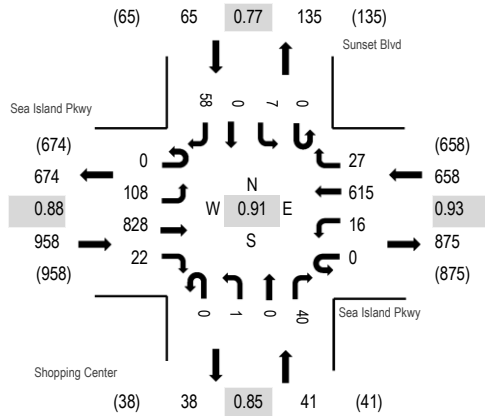 (65) 65 0.77 135 (135)
Sunset Blvd
58 0 7 0
Sea Island Pkwy
(674) (658)
0 27
674 658
108 N 615
0.88 W 0.91 E 0.93
828 S 16
958 875
22 0
(958) (875)
0 1 0 40
Sea Island Pkwy
Shopping Center
(38) 38 0.85 41 (41)